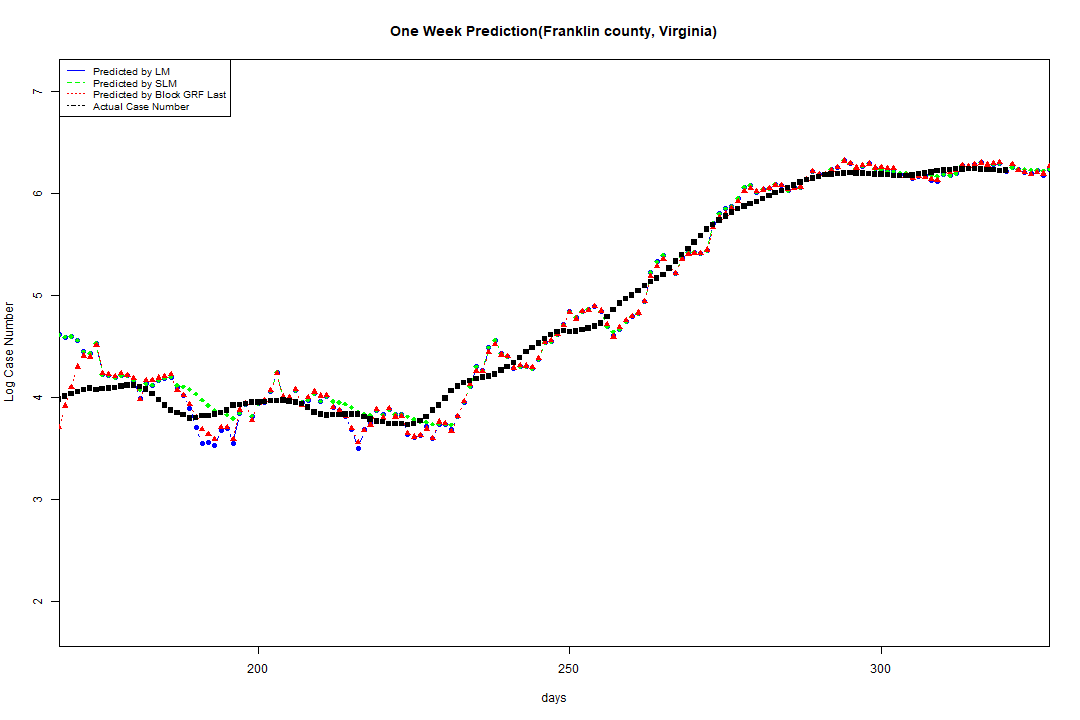 One Week Prediction(Franklin county, Virginia)
Predicted by LM
Predicted by SLM
Predicted by Block GRF Last
Actual Case Number
7
6
5
4
3
2
Log Case Number
200
250
300
days